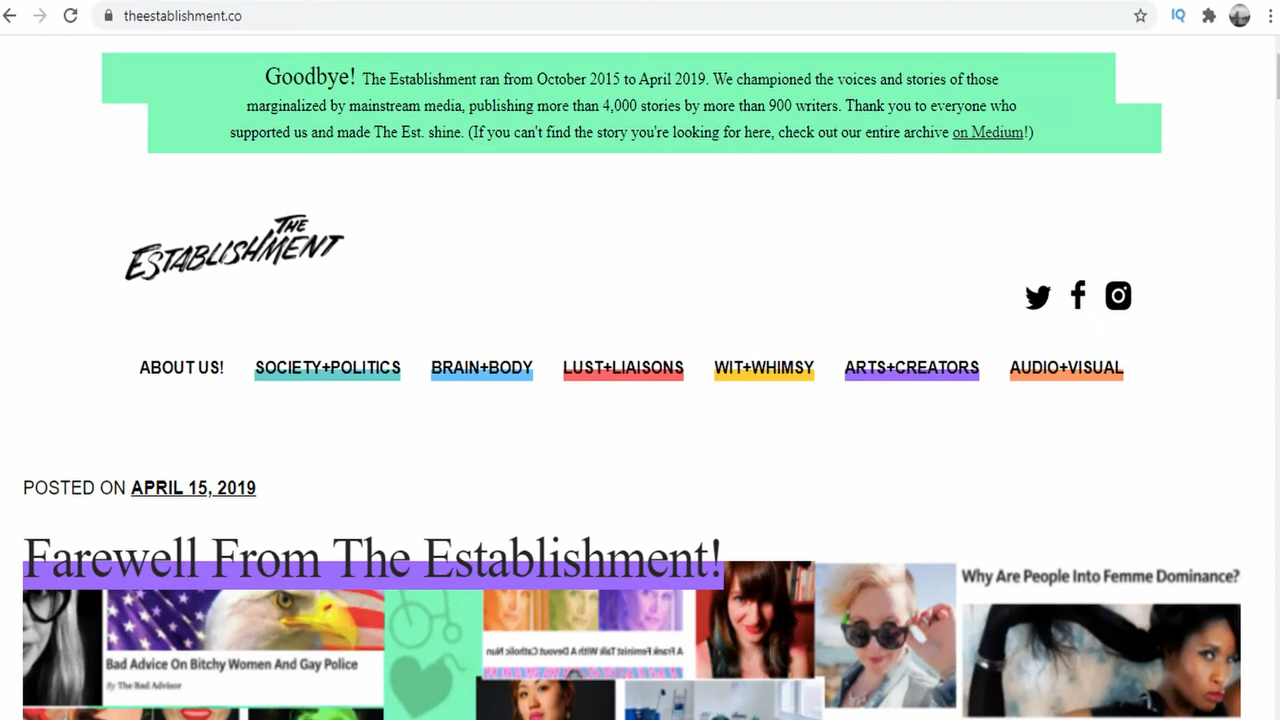 theestablishment.co
IQ
Goodbye! The Establishment ran from October 2015 to April 2019. We championed the voices and stories of those
marginalized by mainstream media, publishing more than 4,000 stories by more than 900 writers. Thank you to everyone who
supported us and made The Est. shine. (If you can't find the story you're looking for here, check out our entire archive on Medium!)
THE
ESTABLISHMENT
ABOUT US! SOCIETY+POLITICS BRAIN+BODY LUST+LIAISONS WIT+WHIMSY ARTS+CREATORS AUDIO+VISUAL
POSTED ON APRIL 15, 2019
Farewell From The Establishment!
Why Are People Into Femme Dominance?
A Frank Feminist Talk With A Devout Catholic Nun
Bad Advice On Bitchy Women And Gay Police
By The Bad Advisor